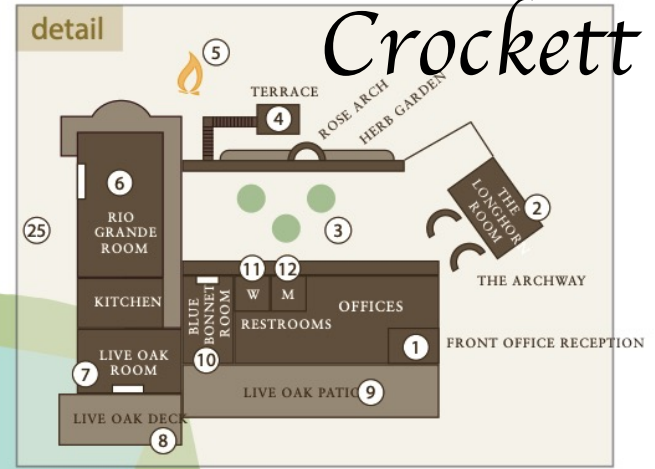 detail
Crockett
5
TERRACE
4
ROSE ARCH
HERB GARDEN
6
RIO
GRANDE
ROOM
25
3
THE
LONGHOR
ROOM
2
THE ARCHWAY
KITCHEN
11
12
W
M
BLUE
BONNET
ROOM
RESTROOMS
OFFICES
10
1
FRONT OFFICE RECEPTION
LIVE OAK
ROOM
7
LIVE OAK PATIO
9
LIVE OAK DECK
8